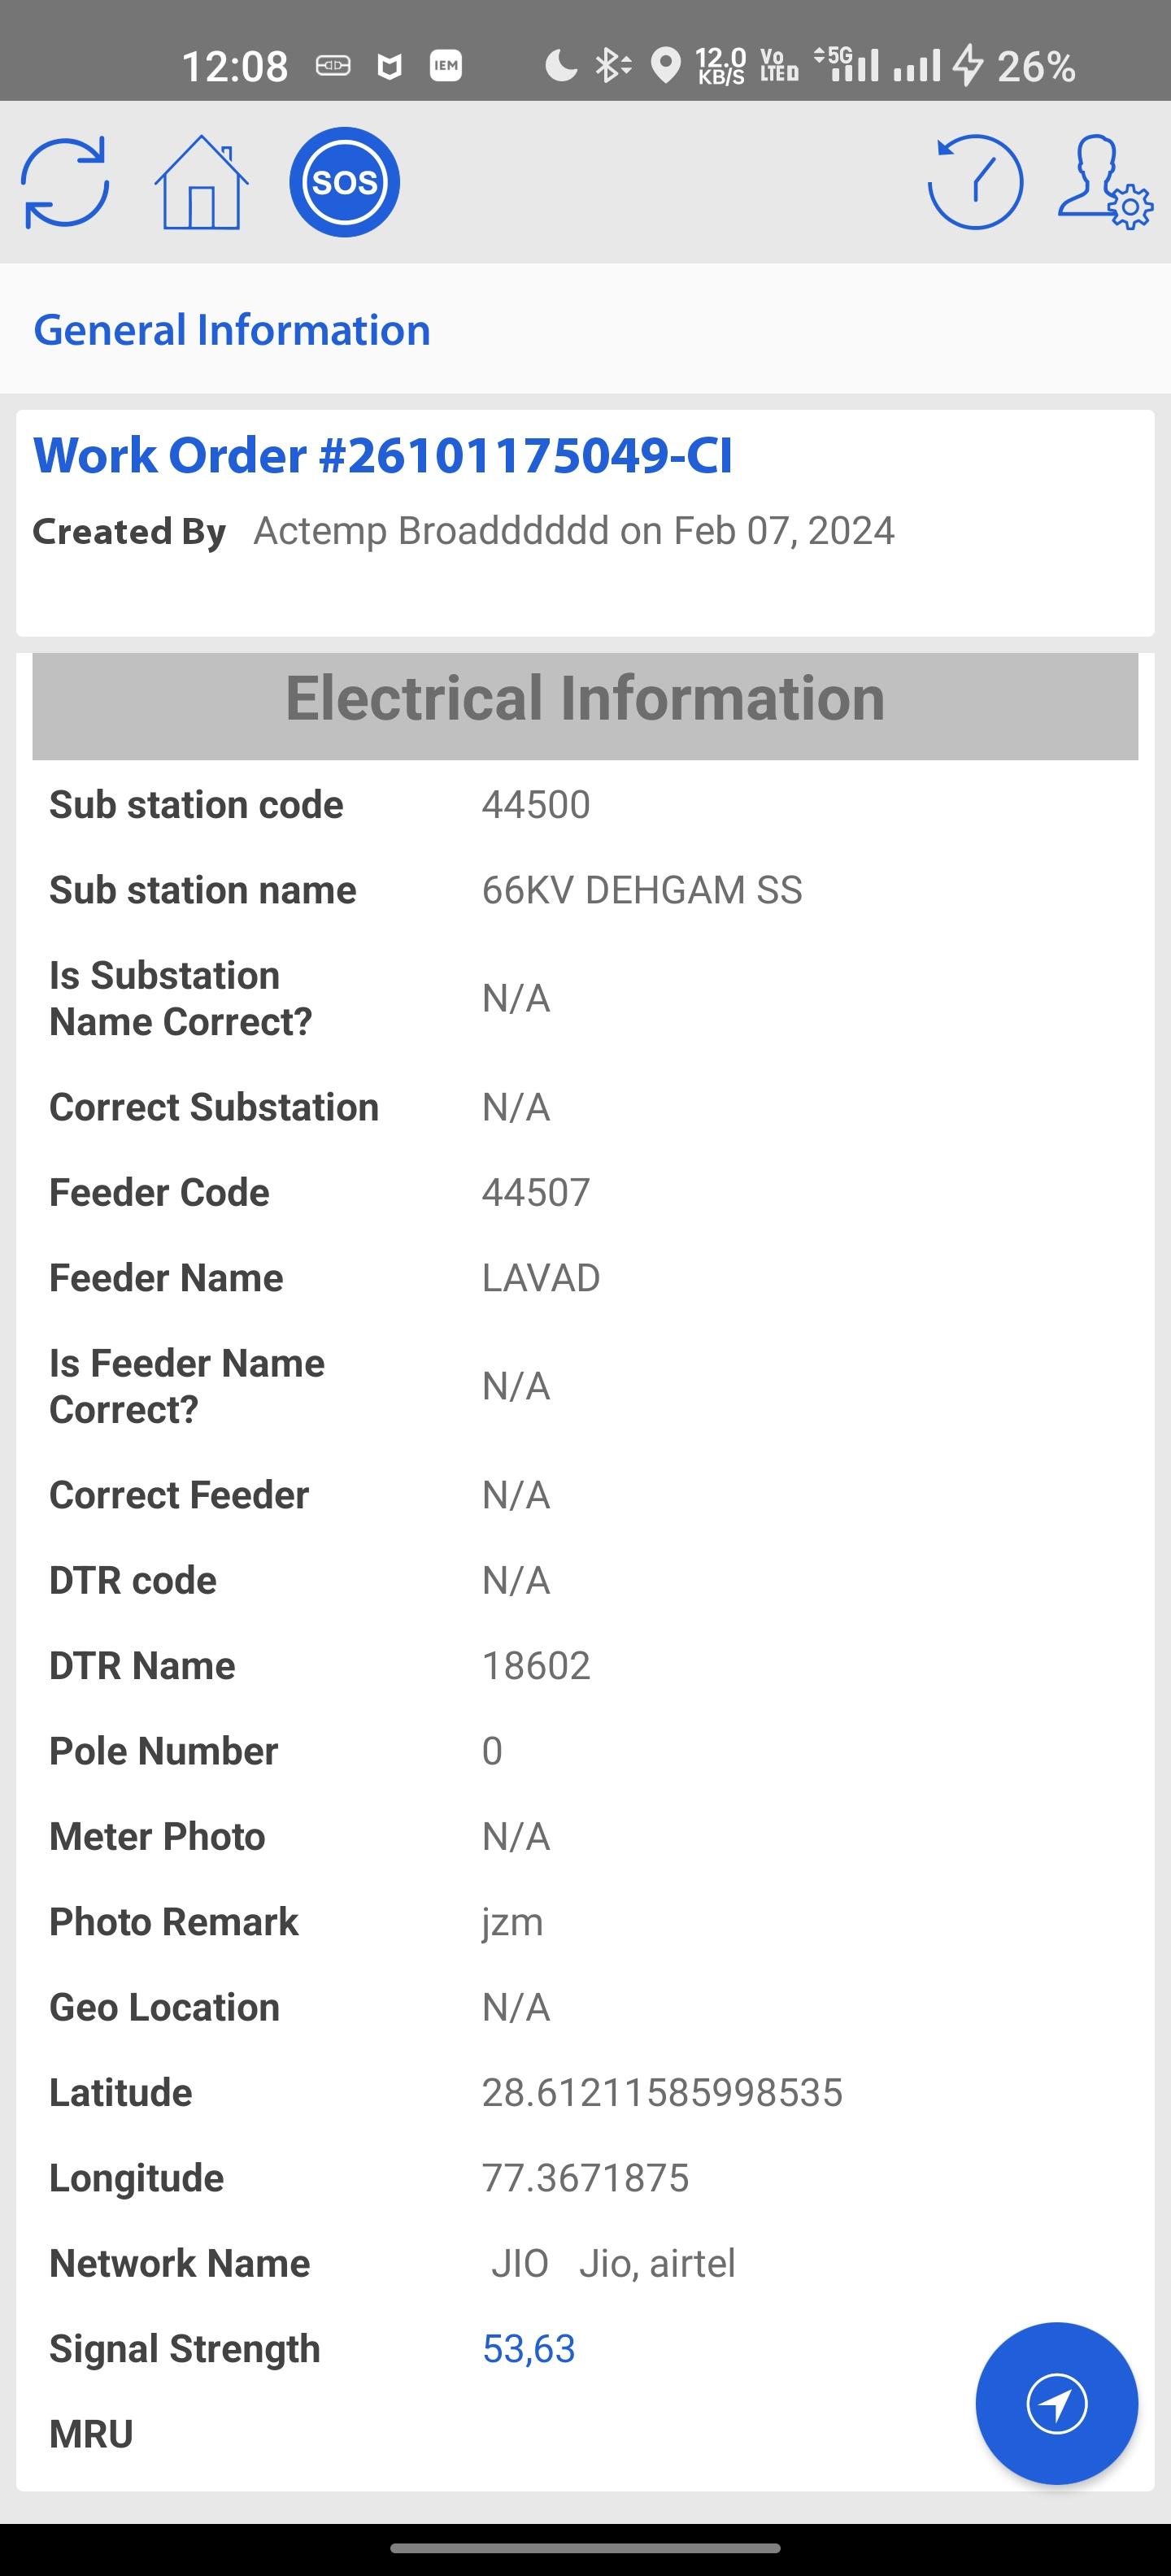 12:08 IEM 12.0 KB/S Vo LTE D 5G 26%
SOS
General Information
Work Order #26101175049-CI
Created By Actemp Broadddddd on Feb 07, 2024
Electrical Information
Sub station code 44500
Sub station name 66KV DEHGAM SS
Is Substation
Name Correct? N/A
Correct Substation N/A
Feeder Code 44507
Feeder Name LAVAD
Is Feeder Name
Correct? N/A
Correct Feeder N/A
DTR code N/A
DTR Name 18602
Pole Number 0
Meter Photo N/A
Photo Remark jzm
Geo Location N/A
Latitude 28.61211585998535
Longitude 77.3671875
Network Name JIO Jio, airtel
Signal Strength 53,63
MRU